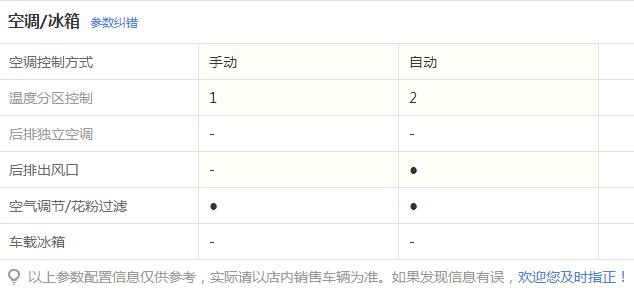 空调/冰箱 参数纠错
空调控制方式 手动 自动
温度分区控制 1 2
后排独立空调 - -
后排出风口 - ●
空气调节/花粉过滤 ● ●
车载冰箱 - -
以上参数配置信息仅供参考，实际请以店内销售车辆为准。如果发现信息有误，欢迎您及时指正！